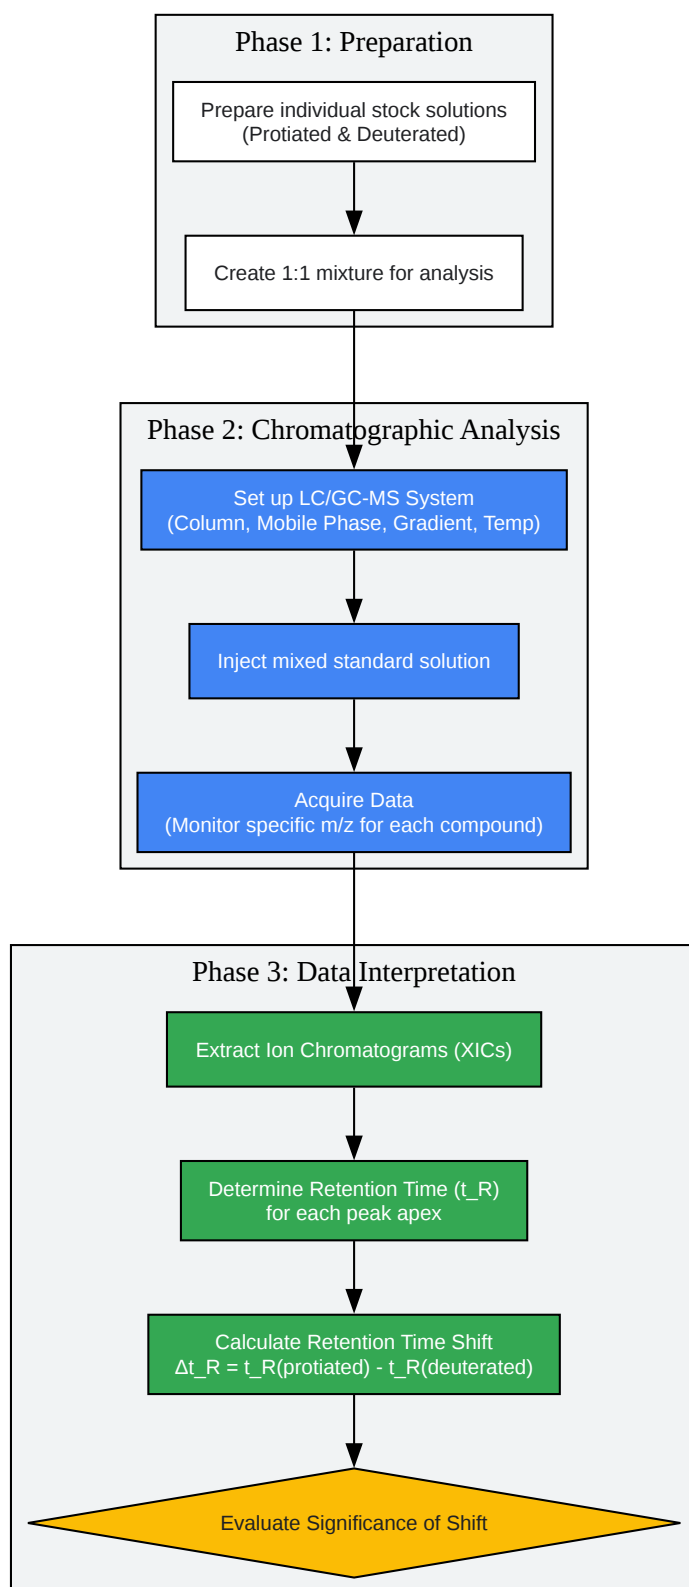 Phase 1: Preparation
Prepare individual stock solutions
(Protiated & Deuterated)
Create 1:1 mixture for analysis
Phase 2: Chromatographic Analysis
Set up LC/GC-MS System
(Column, Mobile Phase, Gradient, Temp)
Inject mixed standard solution
Acquire Data
(Monitor specific m/z for each compound)
Phase 3: Data Interpretation
Extract Ion Chromatograms (XICs)
Determine Retention Time (t_R)
for each peak apex
Calculate Retention Time Shift
Δt_R = t_R(protiated) - t_R(deuterated)
Evaluate Significance of Shift